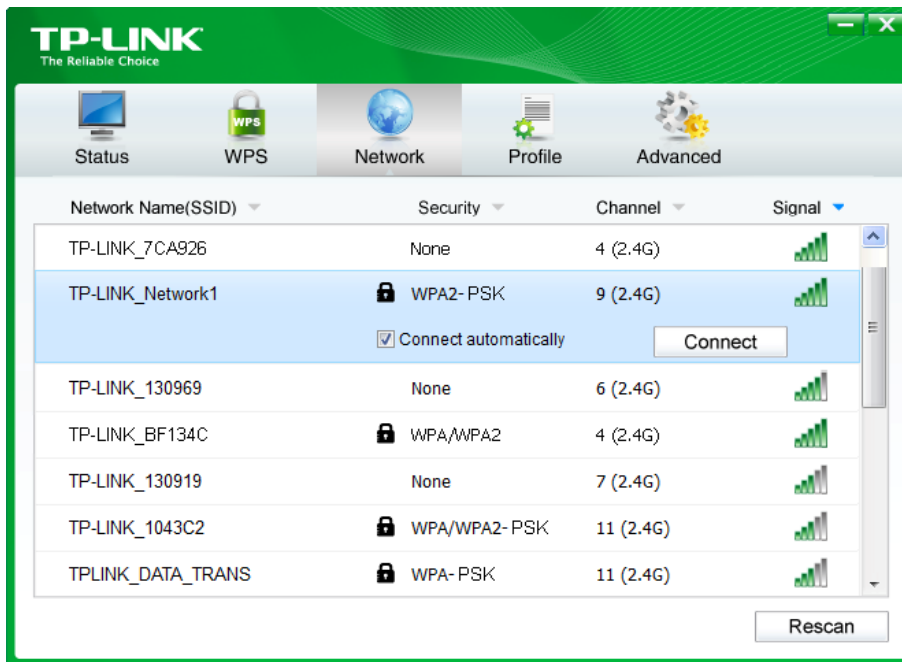 TP-LINK
The Reliable Choice
WPS
Status WPS Network Profile Advanced
Network Name(SSID) Security Channel Signal
TP-LINK_7CA926 None 4 (2.4G)
TP-LINK_Network1 WPA2-PSK 9 (2.4G)
Connect automatically Connect
TP-LINK_130969 None 6 (2.4G)
TP-LINK_BF134C WPA/WPA2 4 (2.4G)
TP-LINK_130919 None 7 (2.4G)
TP-LINK_1043C2 WPA/WPA2-PSK 11 (2.4G)
TPLINK_DATA_TRANS WPA-PSK 11 (2.4G)
Rescan